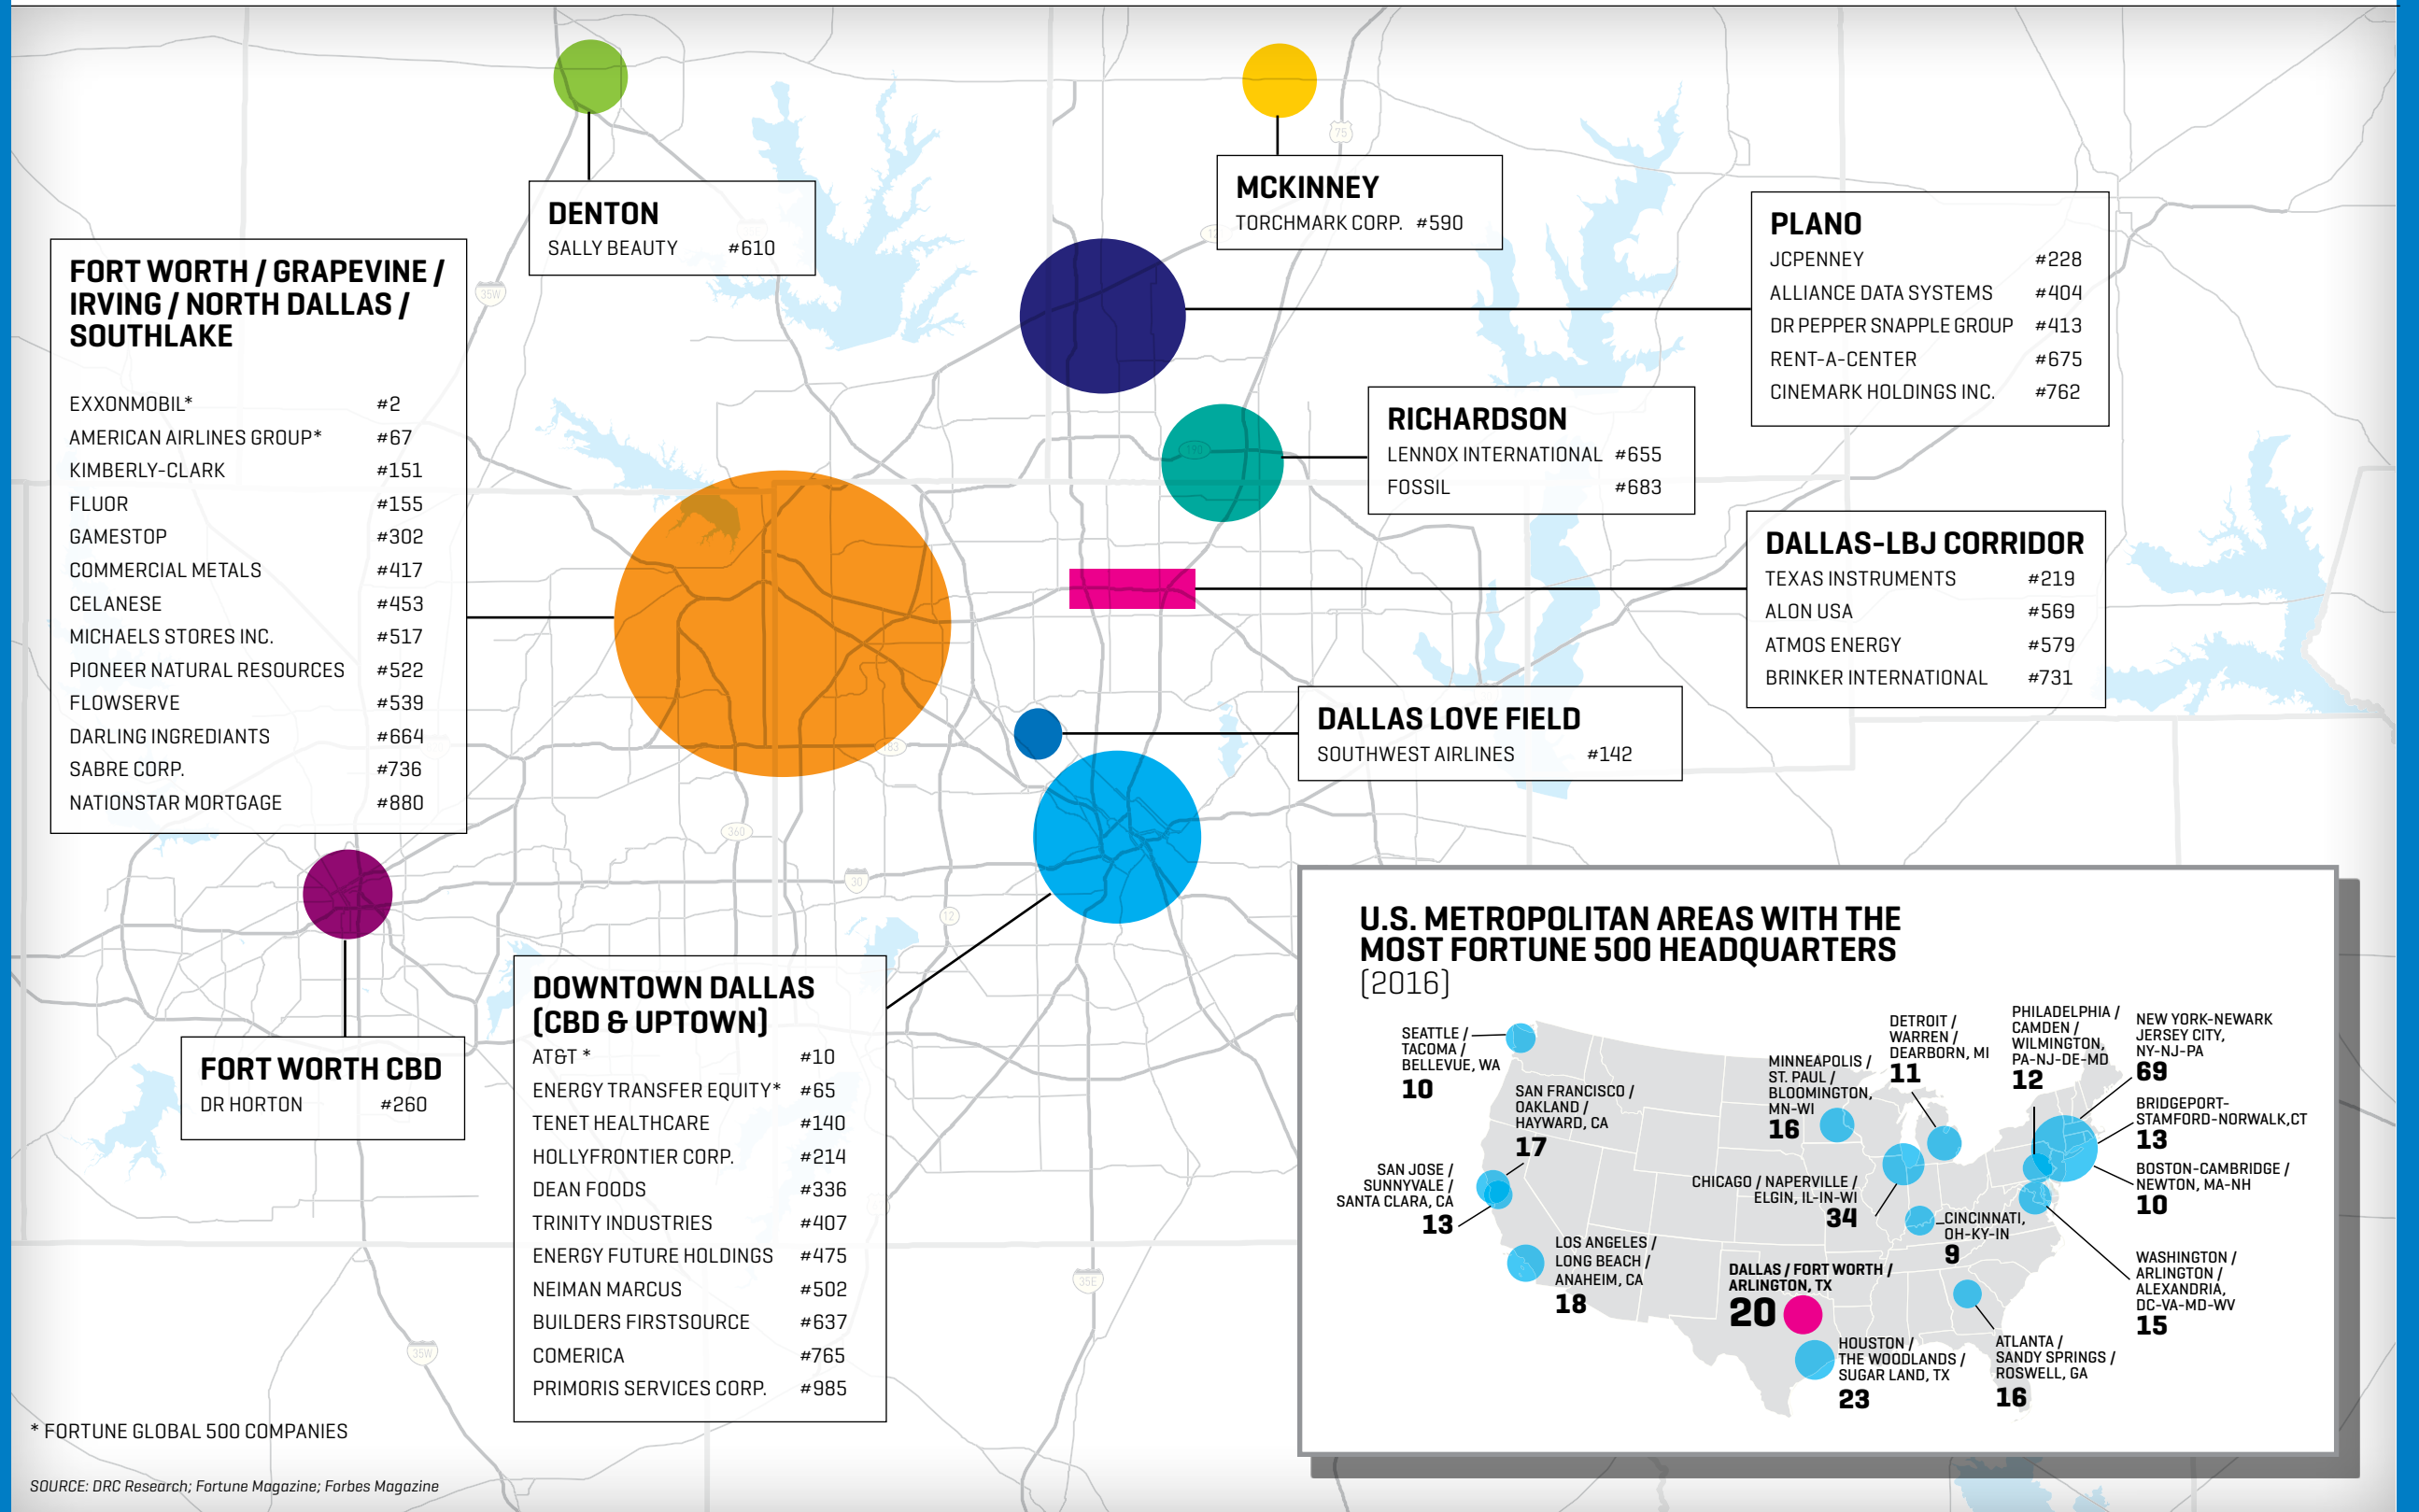 DENTON
SALLY BEAUTY #610
MCKINNEY
TORCHMARK CORP. #590
75
PLANO
JCPENNEY #228
ALLIANCE DATA SYSTEMS #404
DR PEPPER SNAPPLE GROUP #413
RENT-A-CENTER #675
CINEMARK HOLDINGS INC. #762
FORT WORTH / GRAPEVINE /
IRVING / NORTH DALLAS /
SOUTHLAKE
EXXONMOBIL* #2
AMERICAN AIRLINES GROUP* #67
KIMBERLY-CLARK #151
FLUOR #155
GAMESTOP #302
COMMERCIAL METALS #417
CELANESE #453
MICHAELS STORES INC. #517
PIONEER NATURAL RESOURCES #522
FLOWSERVE #539
DARLING INGREDIANTS #664
SABRE CORP. #736
NATIONSTAR MORTGAGE #880
35W
RICHARDSON
LENNOX INTERNATIONAL #655
FOSSIL #683
190
DALLAS-LBJ CORRIDOR
TEXAS INSTRUMENTS #219
ALON USA #569
ATMOS ENERGY #579
BRINKER INTERNATIONAL #731
DALLAS LOVE FIELD
SOUTHWEST AIRLINES #142
360
30
12
FORT WORTH CBD
DR HORTON #260
DOWNTOWN DALLAS
(CBD & UPTOWN)
AT&T * #10
ENERGY TRANSFER EQUITY* #65
TENET HEALTHCARE #140
HOLLYFRONTIER CORP. #214
DEAN FOODS #336
TRINITY INDUSTRIES #407
ENERGY FUTURE HOLDINGS #475
NEIMAN MARCUS #502
BUILDERS FIRSTSOURCE #637
COMERICA #765
PRIMORIS SERVICES CORP. #985
35E
35W
U.S. METROPOLITAN AREAS WITH THE
MOST FORTUNE 500 HEADQUARTERS
(2016)
SEATTLE /
TACOMA /
BELLEVUE, WA
10
SAN FRANCISCO /
OAKLAND /
HAYWARD, CA
17
SAN JOSE /
SUNNYVALE /
SANTA CLARA, CA
13
LOS ANGELES /
LONG BEACH /
ANAHEIM, CA
18
MINNEAPOLIS /
ST. PAUL /
BLOOMINGTON,
MN-WI
16
DETROIT /
WARREN /
DEARBORN, MI
11
PHILADELPHIA /
CAMDEN /
WILMINGTON,
PA-NJ-DE-MD
12
NEW YORK-NEWARK
JERSEY CITY,
NY-NJ-PA
69
BRIDGEPORT-
STAMFORD-NORWALK,CT
13
BOSTON-CAMBRIDGE /
NEWTON, MA-NH
10
CHICAGO / NAPERVILLE /
ELGIN, IL-IN-WI
34
CINCINNATI,
OH-KY-IN
9
WASHINGTON /
ARLINGTON /
ALEXANDRIA,
DC-VA-MD-WV
15
DALLAS / FORT WORTH /
ARLINGTON, TX
20
HOUSTON /
THE WOODLANDS /
SUGAR LAND, TX
23
ATLANTA /
SANDY SPRINGS /
ROSWELL, GA
16
* FORTUNE GLOBAL 500 COMPANIES
SOURCE: DRC Research; Fortune Magazine; Forbes Magazine